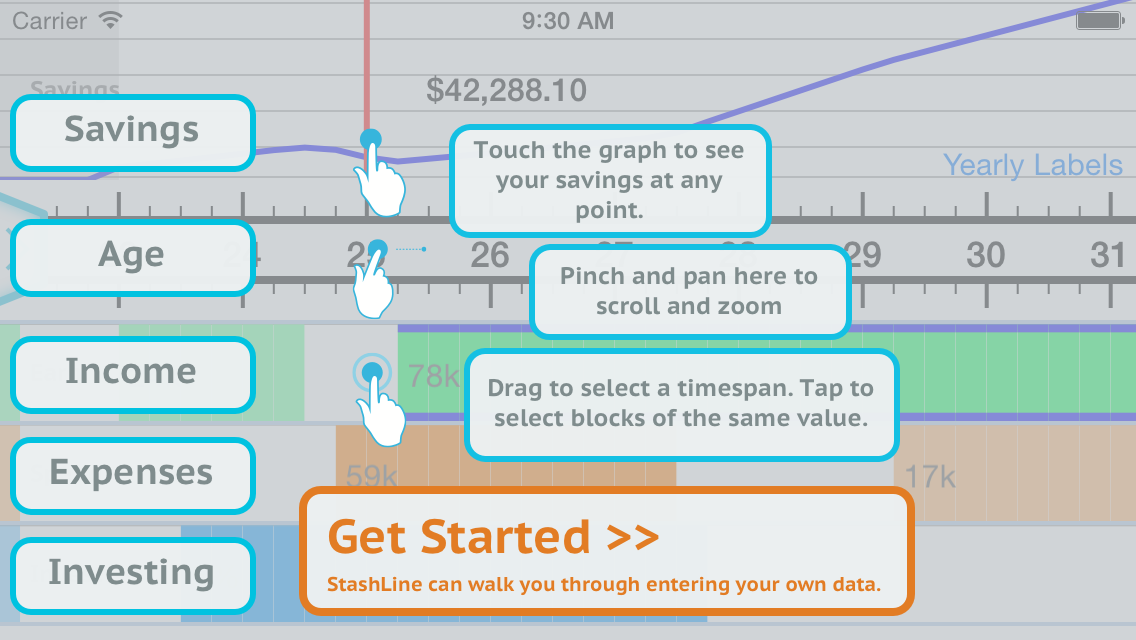 Carrier
9:30 AM
Savings
$42,288.10
Savings
Touch the graph to see
your savings at any
point.
Yearly Labels
Age
24
25
26
27
28
29
30
31
Pinch and pan here to
scroll and zoom
Income
78k
Drag to select a timespan. Tap to
select blocks of the same value.
Expenses
59k
17k
Get Started >>
StashLine can walk you through entering your own data.
Investing